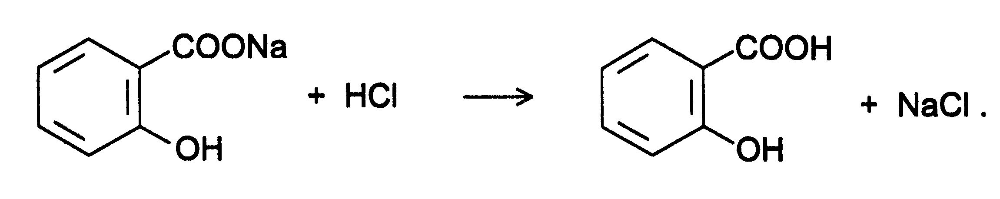 COONa COOH
+ HCl + NaCl .
OH OH